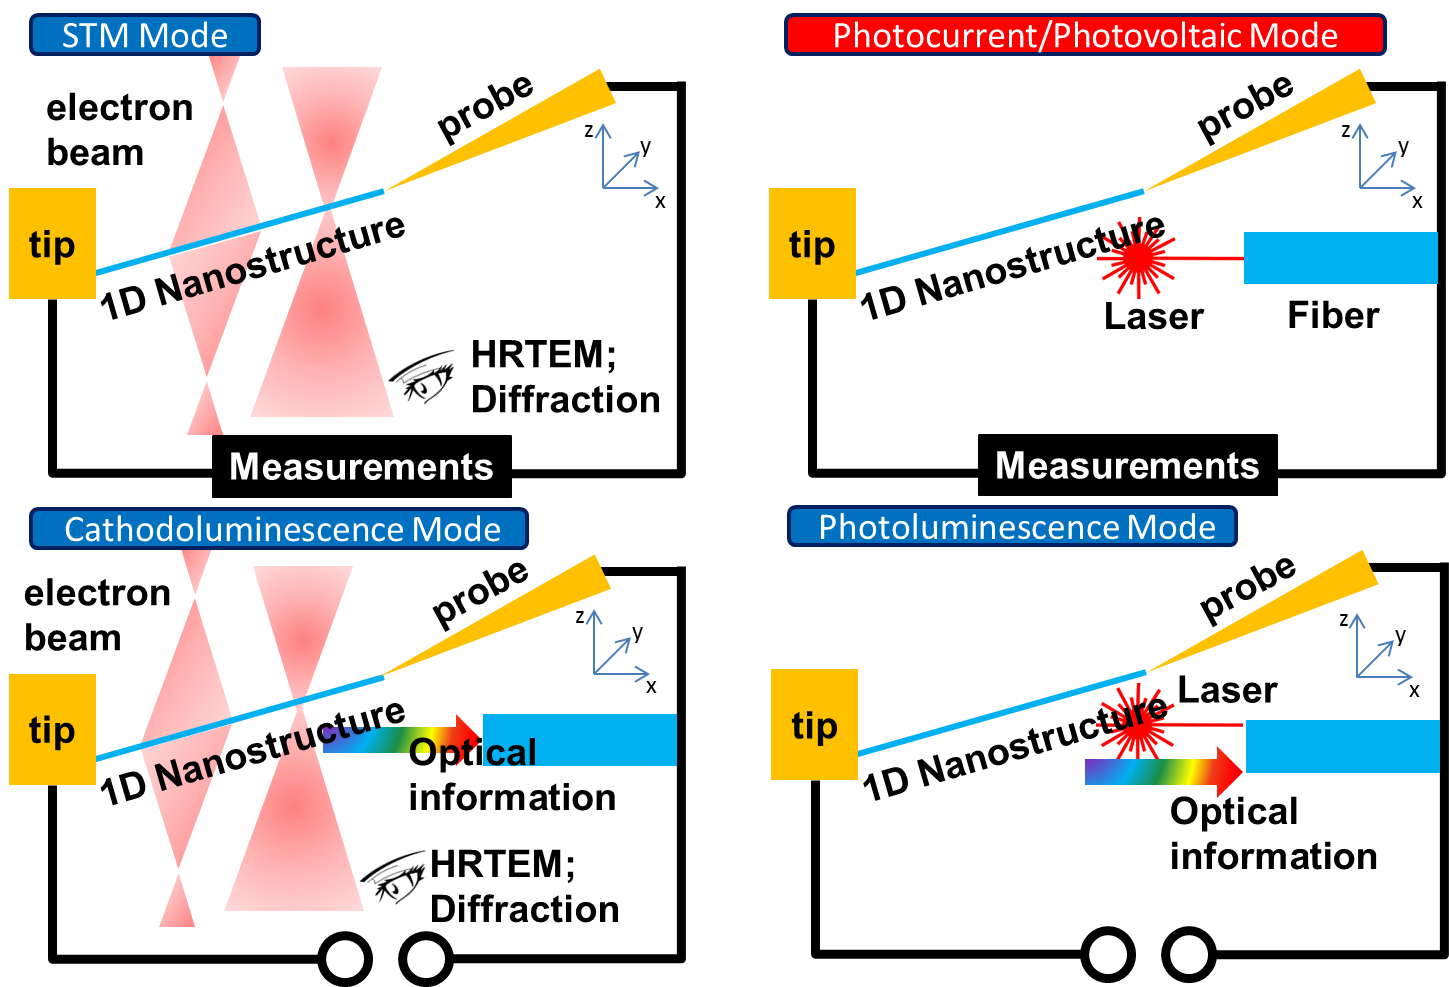 STM Mode
electron
beam
probe
z
y
x
tip
1D Nanostructure
HRTEM;
Diffraction
Measurements
Photocurrent/Photovoltaic Mode
probe
z
y
x
tip
1D Nanostructure
Laser
Fiber
Measurements
Cathodoluminescence Mode
electron
beam
probe
z
y
x
tip
1D Nanostructure
Optical
information
HRTEM;
Diffraction
Photoluminescence Mode
probe
z
y
x
Laser
tip
1D Nanostructure
Optical
information